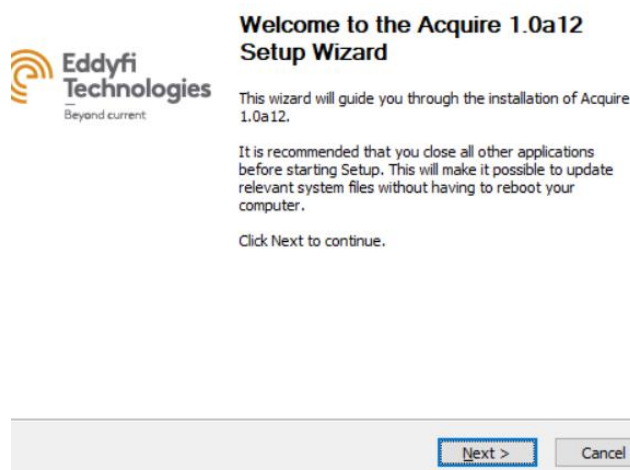 Eddyfi
Technologies
Beyond current
Welcome to the Acquire 1.0a12
Setup Wizard
This wizard will guide you through the installation of Acquire
1.0a12.
It is recommended that you close all other applications
before starting Setup. This will make it possible to update
relevant system files without having to reboot your
computer.
Click Next to continue.
Next >
Cancel